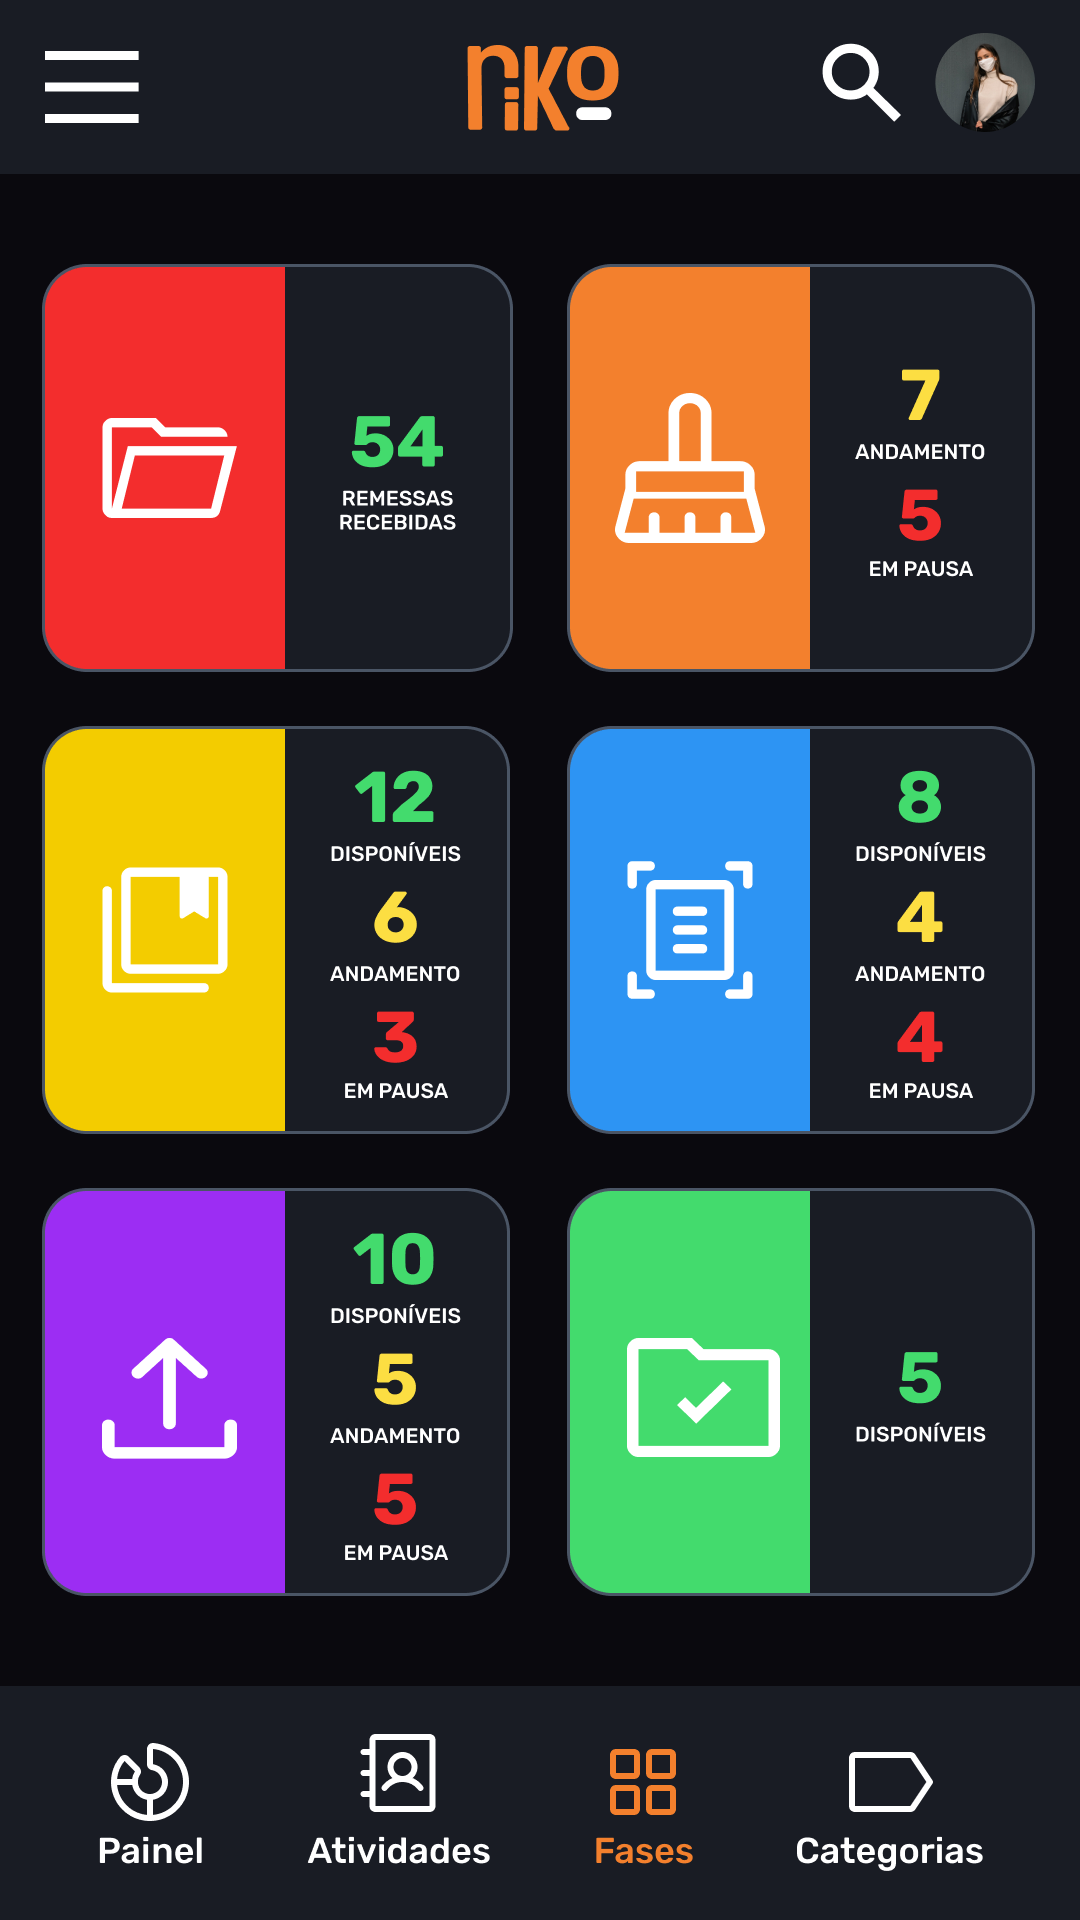 niko
54
REMESSAS
RECEBIDAS
7
ANDAMENTO
5
EM PAUSA
12
DISPONÍVEIS
6
ANDAMENTO
3
EM PAUSA
8
DISPONÍVEIS
4
ANDAMENTO
4
EM PAUSA
10
DISPONÍVEIS
5
ANDAMENTO
5
EM PAUSA
5
DISPONÍVEIS
Painel
Atividades
Fases
Categorias